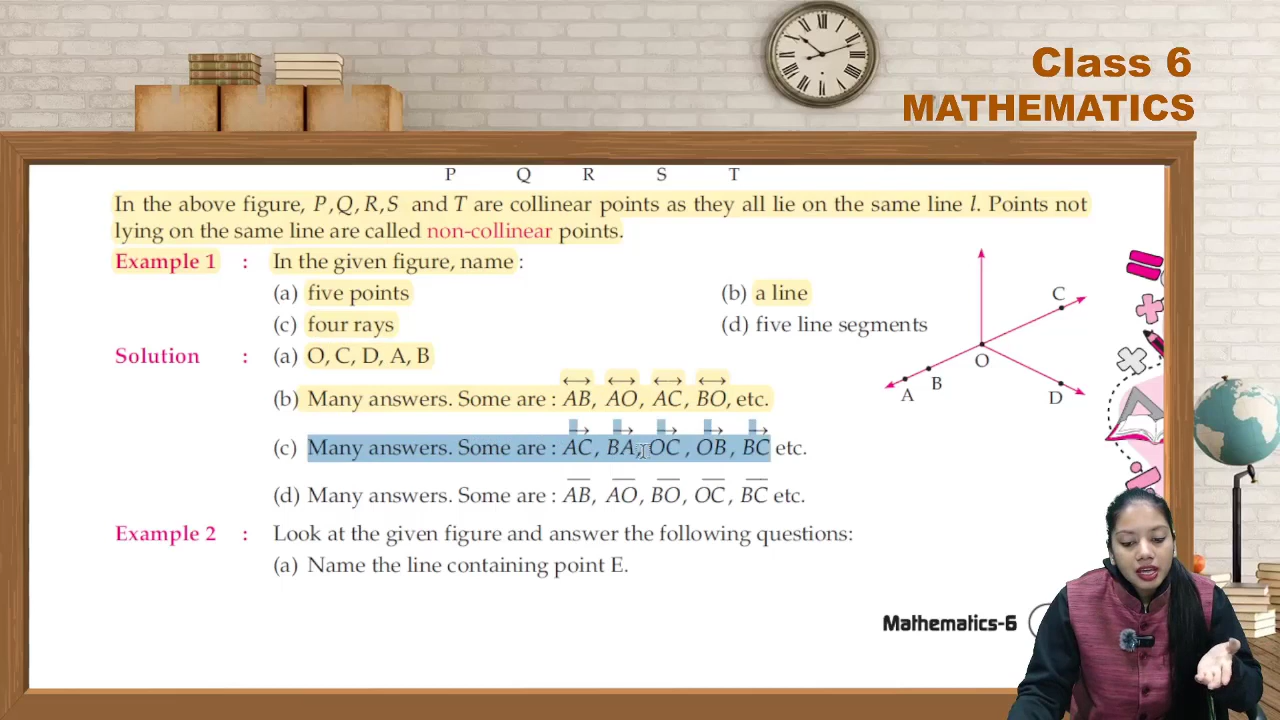 Class 6
MATHEMATICS
P Q R S T
In the above figure, P,Q,R,S and T are collinear points as they all lie on the same line l. Points not
lying on the same line are called non-collinear points.
Example 1 : In the given figure, name :
(a) five points (b) a line
(c) four rays (d) five line segments
Solution : (a) O, C, D, A, B
(b) Many answers. Some are : AB, AO, AC, BO, etc.
(c) Many answers. Some are : AC, BA, OC, OB, BC etc.
(d) Many answers. Some are : AB, AO, BO, OC, BC etc.
Example 2 : Look at the given figure and answer the following questions:
(a) Name the line containing point E.
C
O
B
A
D
Mathematics-6